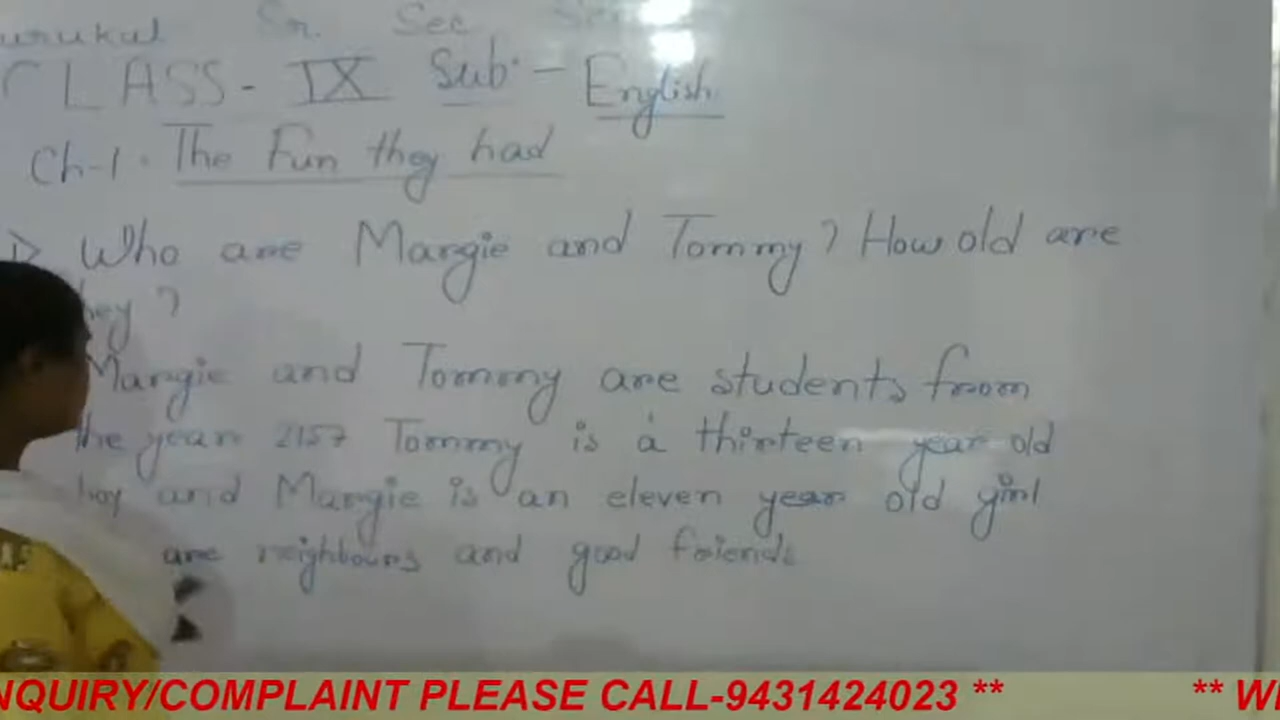 urukul Sr. Sec
CLASS- IX Sub - English
Ch-1. The Fun they had
Who are Margie and Tommy? How old are
hey?
Margie and Tommy are students from
the year 2157 Tommy is a thirteen year old
boy and Margie is an eleven year old girl
are neighbours and good friends
NQUIRY/COMPLAINT PLEASE CALL-9431424023 ** ** W